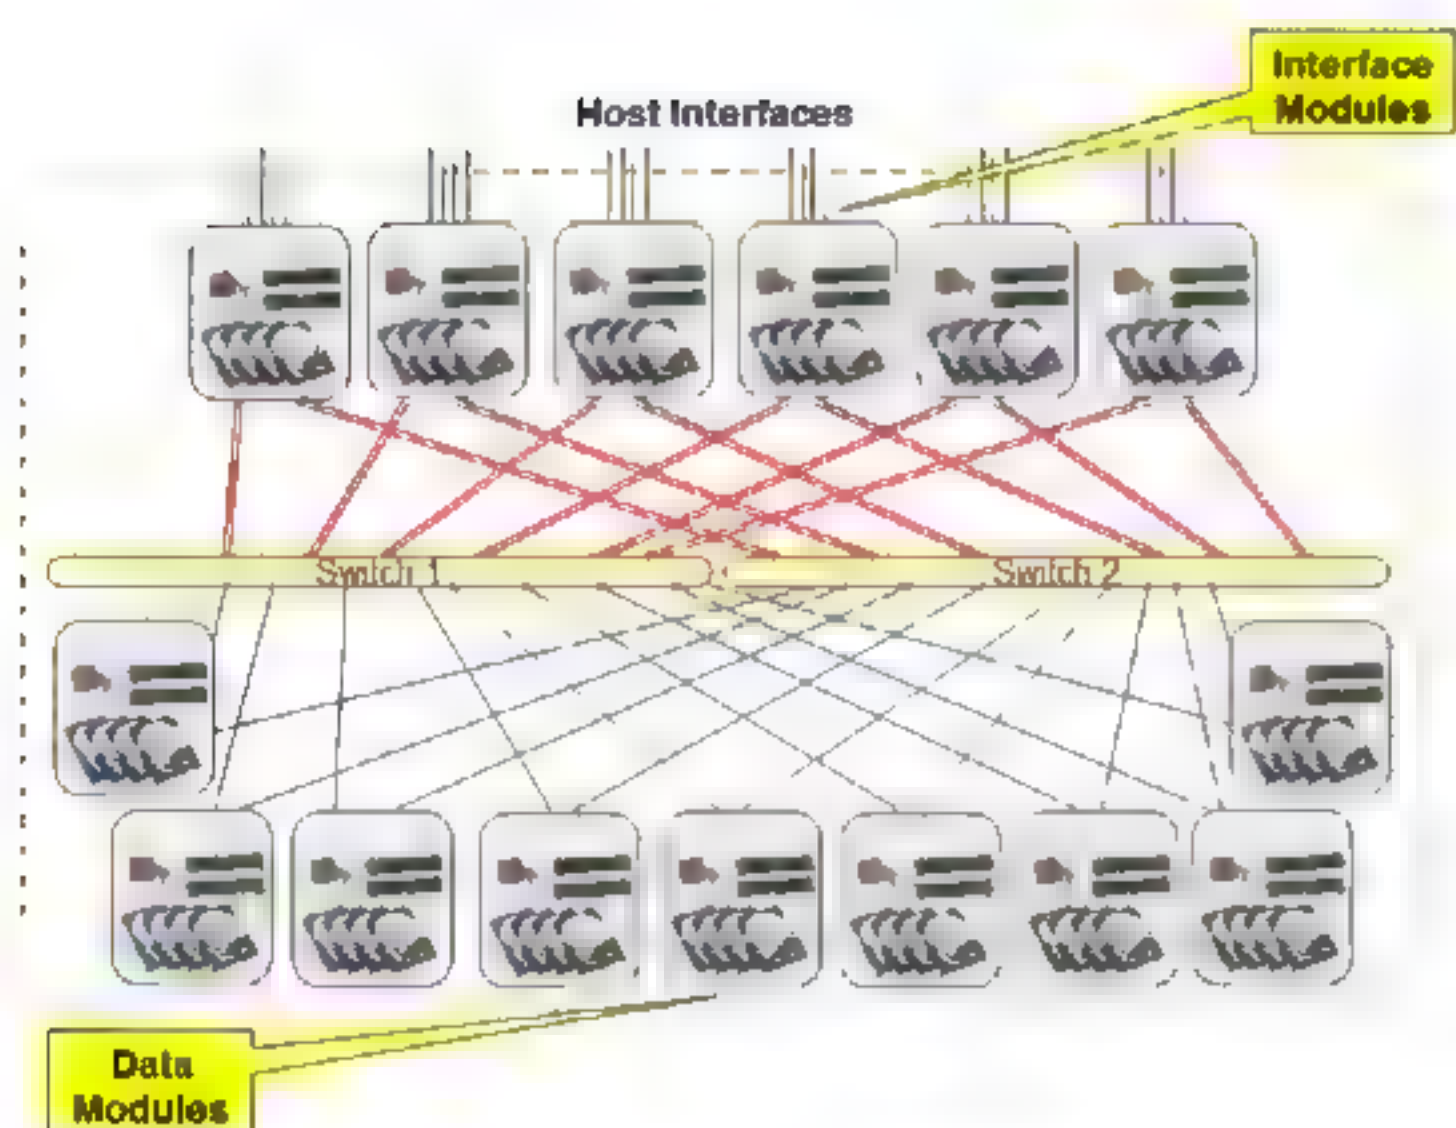 Interface
Modules
Host Interfaces
Switch 1
Switch 2
Data
Modules